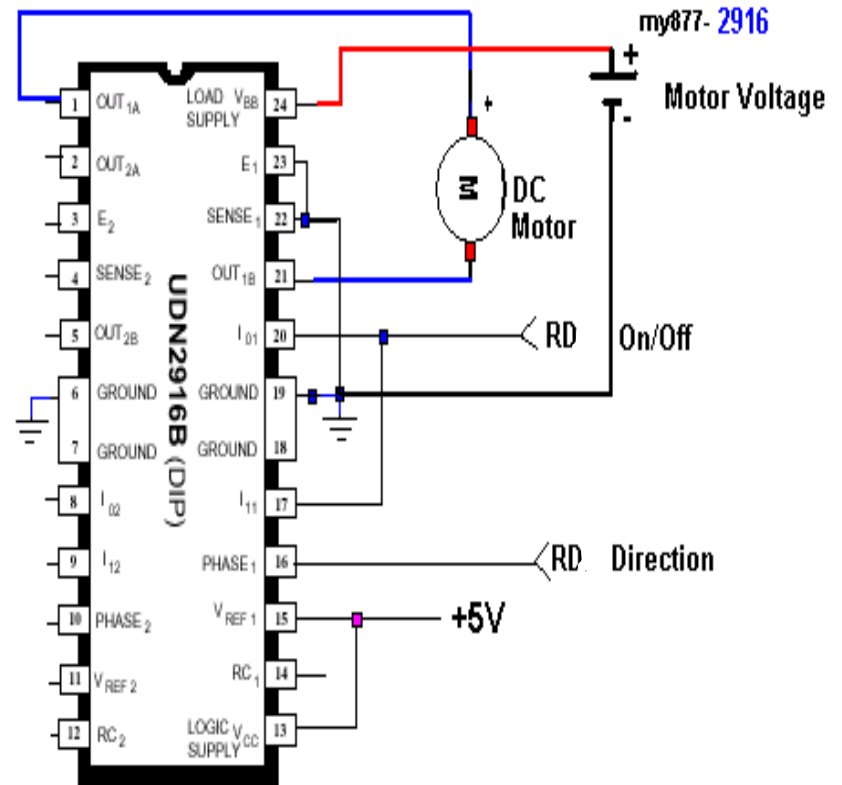 my877- 2916
+
Motor Voltage
-
+
M
DC
Motor
1 OUT1A
LOAD VBB 24
SUPPLY
2 OUT2A
E1 23
3 E2
SENSE1 22
4 SENSE2
OUT1B 21
5 OUT2B
I01 20
RD On/Off
6 GROUND
GROUND 19
7 GROUND
GROUND 18
8 I02
I11 17
9 I12
PHASE1 16
RD Direction
10 PHASE2
VREF 1 15
+5V
11 VREF 2
RC1 14
12 RC2
LOGIC VCC 13
SUPPLY
UDN2916B (DIP)